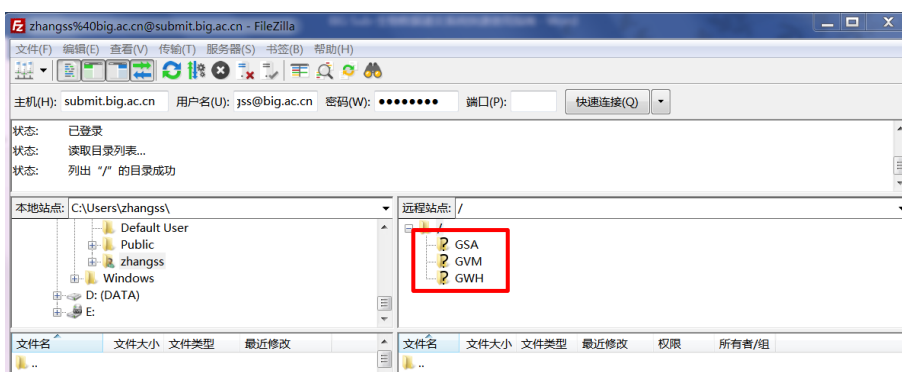 zhangss%40big.ac.cn@submit.big.ac.cn - FileZilla
文件(F) 编辑(E) 查看(V) 传输(T) 服务器(S) 书签(B) 帮助(H)
主机(H): submit.big.ac.cn 用户名(U): ȷss@big.ac.cn 密码(W): ●●●●●●●● 端口(P): 快速连接(Q)
状态: 已登录
状态: 读取目录列表...
状态: 列出 "/" 的目录成功
本地站点: C:\Users\zhangss\ 远程站点: /
Default User
Public
zhangss
Windows
D: (DATA)
E:
/
GSA
GVM
GWH
文件名 文件大小 文件类型 最近修改 文件名 文件大小 文件类型 最近修改 权限 所有者/组
.. ..